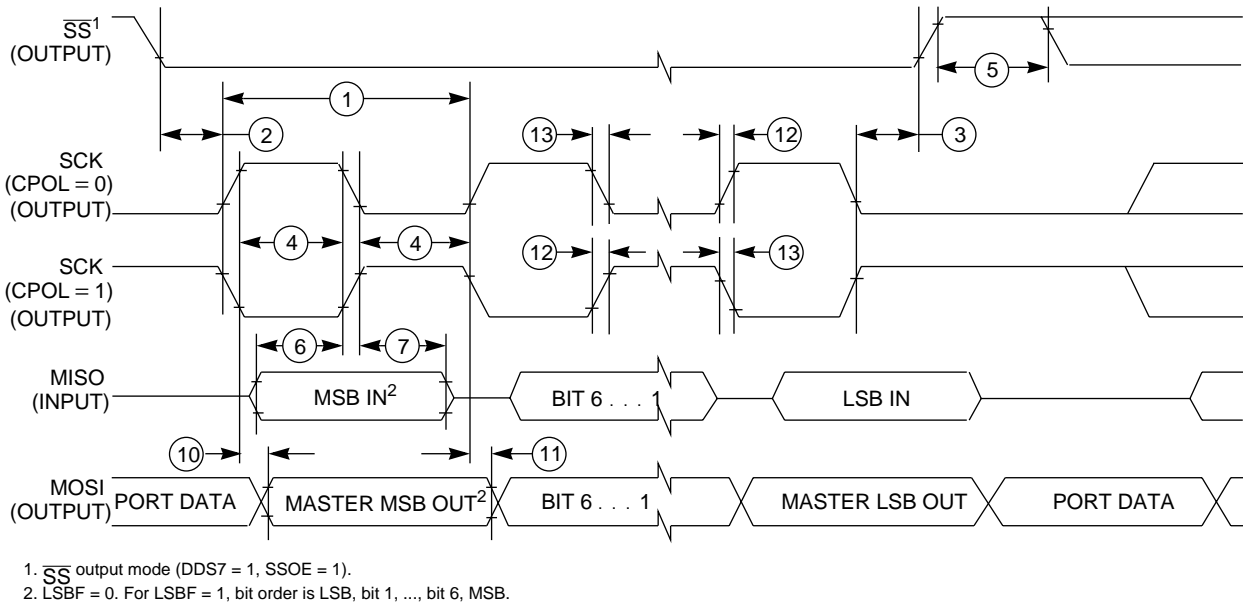 SS¹
(OUTPUT)
5
1
2
13
12
3
SCK
(CPOL = 0)
(OUTPUT)
4
4
12
13
SCK
(CPOL = 1)
(OUTPUT)
6
7
MISO
(INPUT)
MSB IN²
BIT 6 . . . 1
LSB IN
10
11
MOSI
(OUTPUT)
PORT DATA
MASTER MSB OUT²
BIT 6 . . . 1
MASTER LSB OUT
PORT DATA
1. SS output mode (DDS7 = 1, SSOE = 1).
2. LSBF = 0. For LSBF = 1, bit order is LSB, bit 1, ..., bit 6, MSB.